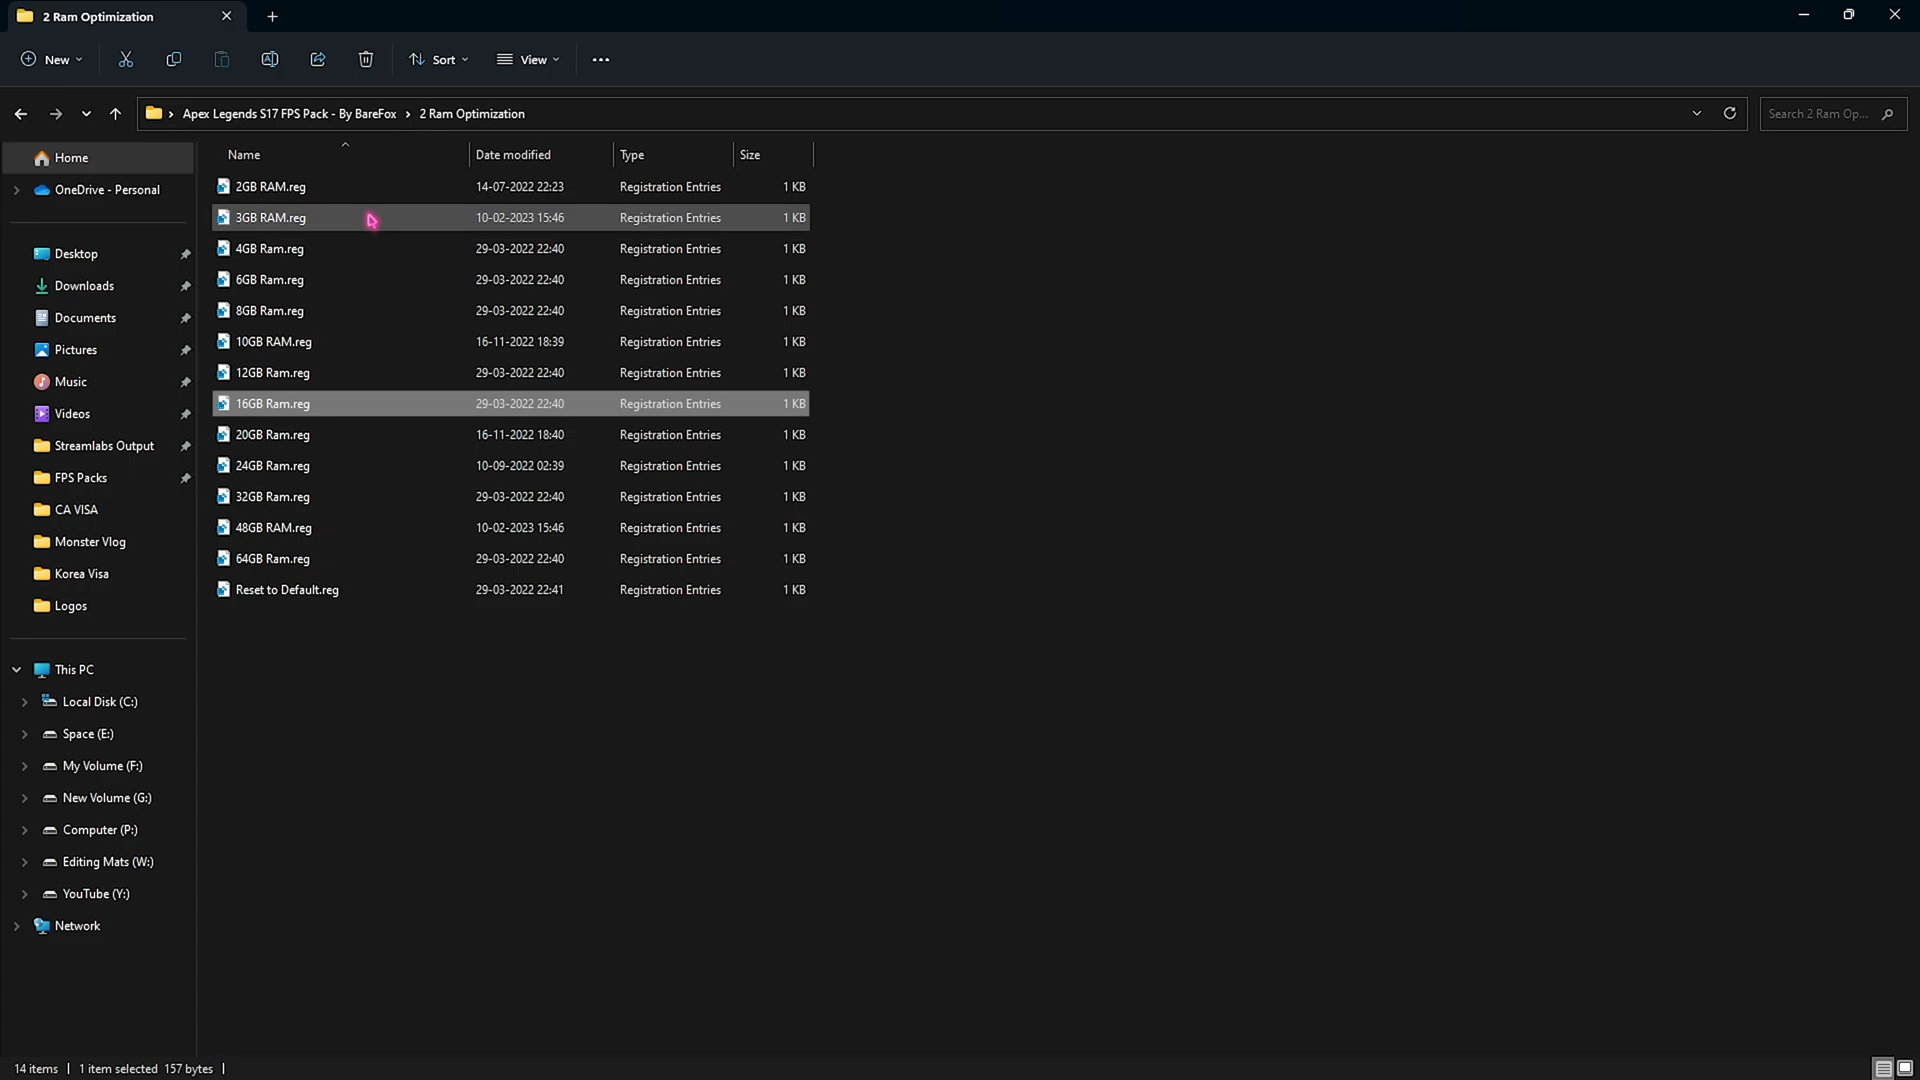 2 Ram Optimization
New
Sort
View
Apex Legends S17 FPS Pack - By BareFox
2 Ram Optimization
Search 2 Ram Op...
Home
OneDrive - Personal
Desktop
Downloads
Documents
Pictures
Music
Videos
Streamlabs Output
FPS Packs
CA VISA
Monster Vlog
Korea Visa
Logos
This PC
Local Disk (C:)
Space (E:)
My Volume (F:)
New Volume (G:)
Computer (P:)
Editing Mats (W:)
YouTube (Y:)
Network
Name Date modified Type Size
2GB RAM.reg 14-07-2022 22:23 Registration Entries 1 KB
3GB RAM.reg 10-02-2023 15:46 Registration Entries 1 KB
4GB Ram.reg 29-03-2022 22:40 Registration Entries 1 KB
6GB Ram.reg 29-03-2022 22:40 Registration Entries 1 KB
8GB Ram.reg 29-03-2022 22:40 Registration Entries 1 KB
10GB RAM.reg 16-11-2022 18:39 Registration Entries 1 KB
12GB Ram.reg 29-03-2022 22:40 Registration Entries 1 KB
16GB Ram.reg 29-03-2022 22:40 Registration Entries 1 KB
20GB Ram.reg 16-11-2022 18:40 Registration Entries 1 KB
24GB Ram.reg 10-09-2022 02:39 Registration Entries 1 KB
32GB Ram.reg 29-03-2022 22:40 Registration Entries 1 KB
48GB RAM.reg 10-02-2023 15:46 Registration Entries 1 KB
64GB Ram.reg 29-03-2022 22:40 Registration Entries 1 KB
Reset to Default.reg 29-03-2022 22:41 Registration Entries 1 KB
14 items 1 item selected 157 bytes